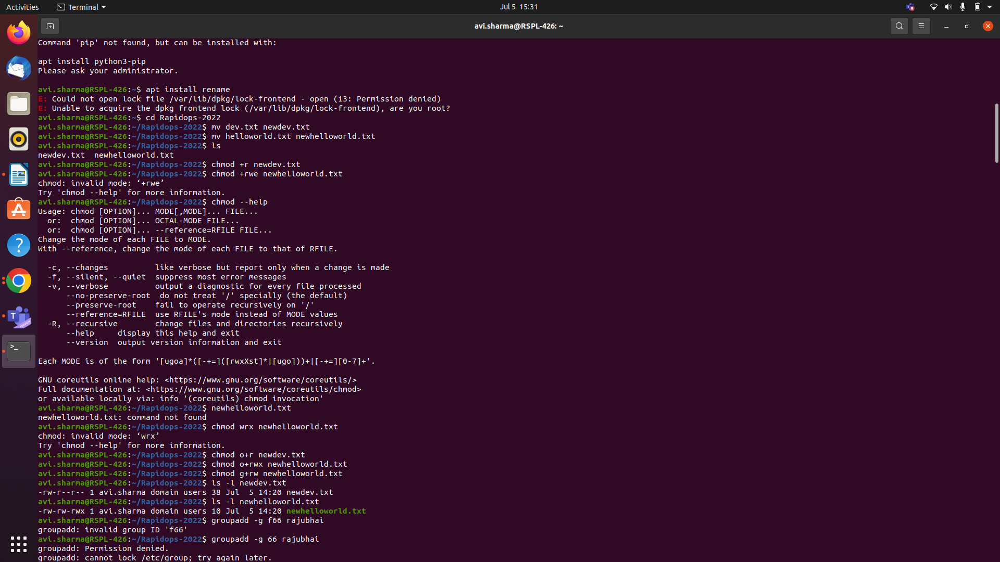 Activities
Terminal
Jul 5 15:31
avi.sharma@RSPL-426: ~
Command 'pip' not found, but can be installed with:
apt install python3-pip
Please ask your administrator.
avi.sharma@RSPL-426:~$ apt install rename
E: Could not open lock file /var/lib/dpkg/lock-frontend - open (13: Permission denied)
E: Unable to acquire the dpkg frontend lock (/var/lib/dpkg/lock-frontend), are you root?
avi.sharma@RSPL-426:~$ cd Rapidops-2022
avi.sharma@RSPL-426:~/Rapidops-2022$ mv dev.txt newdev.txt
avi.sharma@RSPL-426:~/Rapidops-2022$ mv helloworld.txt newhelloworld.txt
avi.sharma@RSPL-426:~/Rapidops-2022$ ls
newdev.txt  newhelloworld.txt
avi.sharma@RSPL-426:~/Rapidops-2022$ chmod +r newdev.txt
avi.sharma@RSPL-426:~/Rapidops-2022$ chmod +rwe newhelloworld.txt
chmod: invalid mode: ‘+rwe’
Try 'chmod --help' for more information.
avi.sharma@RSPL-426:~/Rapidops-2022$ chmod --help
Usage: chmod [OPTION]... MODE[,MODE]... FILE...
  or:  chmod [OPTION]... OCTAL-MODE FILE...
  or:  chmod [OPTION]... --reference=RFILE FILE...
Change the mode of each FILE to MODE.
With --reference, change the mode of each FILE to that of RFILE.
  -c, --changes          like verbose but report only when a change is made
  -f, --silent, --quiet  suppress most error messages
  -v, --verbose          output a diagnostic for every file processed
      --no-preserve-root  do not treat '/' specially (the default)
      --preserve-root    fail to operate recursively on '/'
      --reference=RFILE  use RFILE's mode instead of MODE values
  -R, --recursive        change files and directories recursively
      --help     display this help and exit
      --version  output version information and exit
Each MODE is of the form '[ugoa]*([-+=]([rwxXst]*|[ugo]))+|[-+=][0-7]+'.
GNU coreutils online help: <https://www.gnu.org/software/coreutils/>
Full documentation at: <https://www.gnu.org/software/coreutils/chmod>
or available locally via: info '(coreutils) chmod invocation'
avi.sharma@RSPL-426:~/Rapidops-2022$ newhelloworld.txt
newhelloworld.txt: command not found
avi.sharma@RSPL-426:~/Rapidops-2022$ chmod wrx newhelloworld.txt
chmod: invalid mode: ‘wrx’
Try 'chmod --help' for more information.
avi.sharma@RSPL-426:~/Rapidops-2022$ chmod o+r newdev.txt
avi.sharma@RSPL-426:~/Rapidops-2022$ chmod o+rwx newhelloworld.txt
avi.sharma@RSPL-426:~/Rapidops-2022$ chmod g+rw newhelloworld.txt
avi.sharma@RSPL-426:~/Rapidops-2022$ ls -l newdev.txt
-rw-r--r-- 1 avi.sharma domain users 38 Jul  5 14:20 newdev.txt
avi.sharma@RSPL-426:~/Rapidops-2022$ ls -l newhelloworld.txt
-rw-rw-rwx 1 avi.sharma domain users 10 Jul  5 14:20 newhelloworld.txt
avi.sharma@RSPL-426:~/Rapidops-2022$ groupadd -g f66 rajubhai
groupadd: invalid group ID 'f66'
avi.sharma@RSPL-426:~/Rapidops-2022$ groupadd -g 66 rajubhai
groupadd: Permission denied.
groupadd: cannot lock /etc/group; try again later.